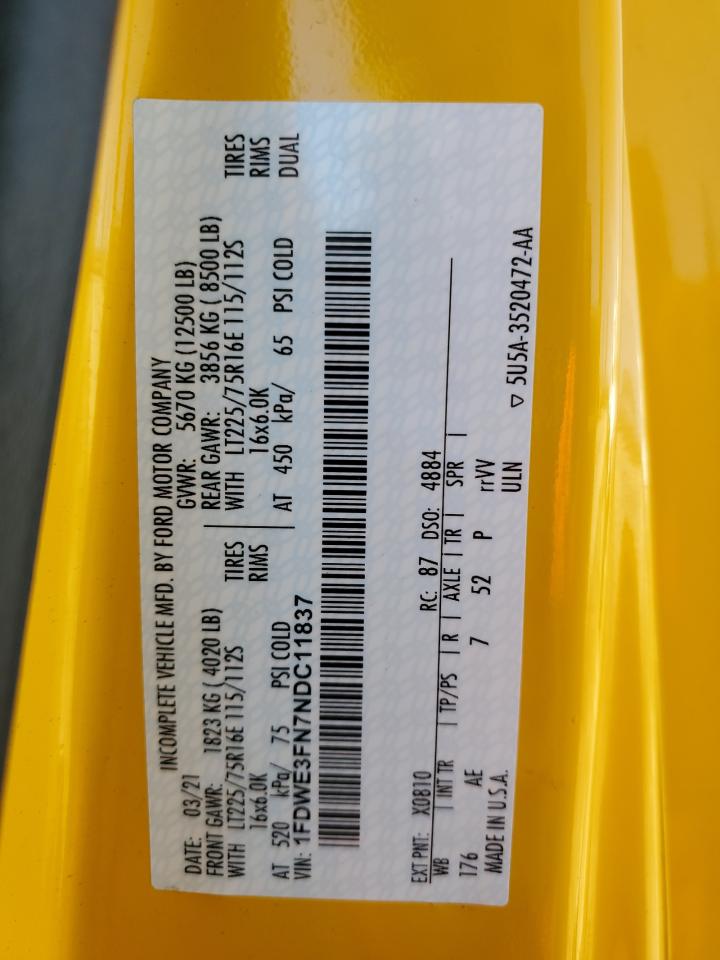 INCOMPLETE VEHICLE MFD. BY FORD MOTOR COMPANY
DATE: 03/21 GVWR: 5670 KG (12500 LB)
FRONT GAWR: 1823 KG ( 4020 LB) REAR GAWR: 3856 KG ( 8500 LB)
WITH LT225/75R16E 115/112S TIRES WITH LT225/75R16E 115/112S TIRES
16x6.0K RIMS 16x6.0K RIMS
AT 520 kPa/ 75 PSI COLD AT 450 kPa/ 65 PSI COLD DUAL
VIN: 1FDWE3FN7NDC11837
EXT PNT: X0810 RC: 87 DSO: 4884
WB | INT TR | TP/PS | R | AXLE | TR | SPR |
176 AE 7 52 P rrVV
MADE IN U.S.A. ULN
▽ 5U5A-3520472-AA